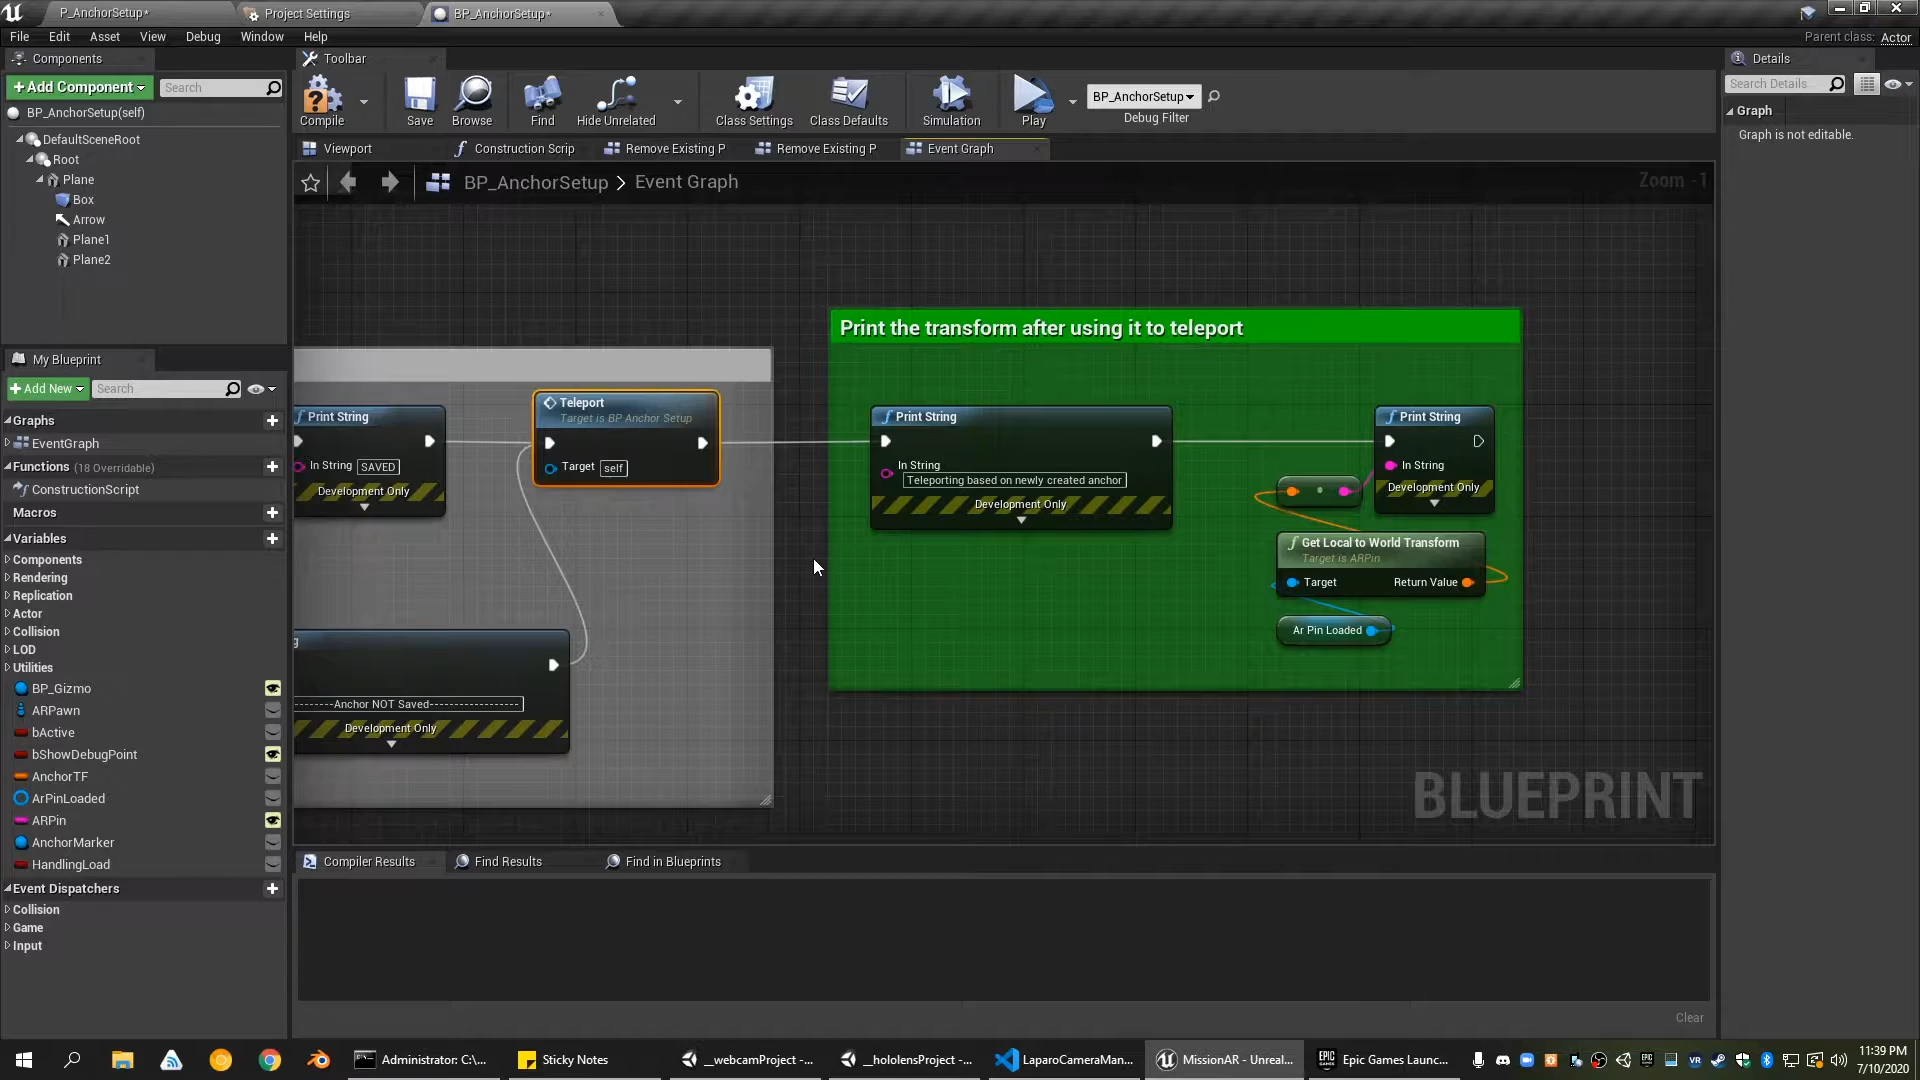 P_AnchorSetup*
Project Settings
BP_AnchorSetup*
File Edit Asset View Debug Window Help
Parent class: Actor
Components
Toolbar
Details
+ Add Component
Search
Search Details
BP_AnchorSetup(self)
Compile
Save
Browse
Find
Hide Unrelated
Class Settings
Class Defaults
Simulation
Play
BP_AnchorSetup
Debug Filter
Graph
Graph is not editable.
DefaultSceneRoot
Root
Plane
Box
Arrow
Plane1
Plane2
Viewport
Construction Scrip
Remove Existing P
Remove Existing P
Event Graph
BP_AnchorSetup > Event Graph
Zoom -1
Print the transform after using it to teleport
Print String
In String SAVED
Development Only
Teleport
Target is BP Anchor Setup
Target self
Print String
In String
Teleporting based on newly created anchor
Development Only
Print String
In String
Development Only
Get Local to World Transform
Target is ARPin
Target
Return Value
Ar Pin Loaded
g
--------Anchor NOT Saved------------------
Development Only
BLUEPRINT
My Blueprint
+ Add New
Search
Graphs
EventGraph
Functions (18 Overridable)
ConstructionScript
Macros
Variables
Components
Rendering
Replication
Actor
Collision
LOD
Utilities
BP_Gizmo
ARPawn
bActive
bShowDebugPoint
AnchorTF
ArPinLoaded
ARPin
AnchorMarker
HandlingLoad
Event Dispatchers
Collision
Game
Input
Compiler Results
Find Results
Find in Blueprints
Clear
Administrator: C:\...
Sticky Notes
__webcamProject -...
__hololensProject -...
LaparoCameraMan...
MissionAR - Unreal...
Epic Games Launc...
11:39 PM
7/10/2020